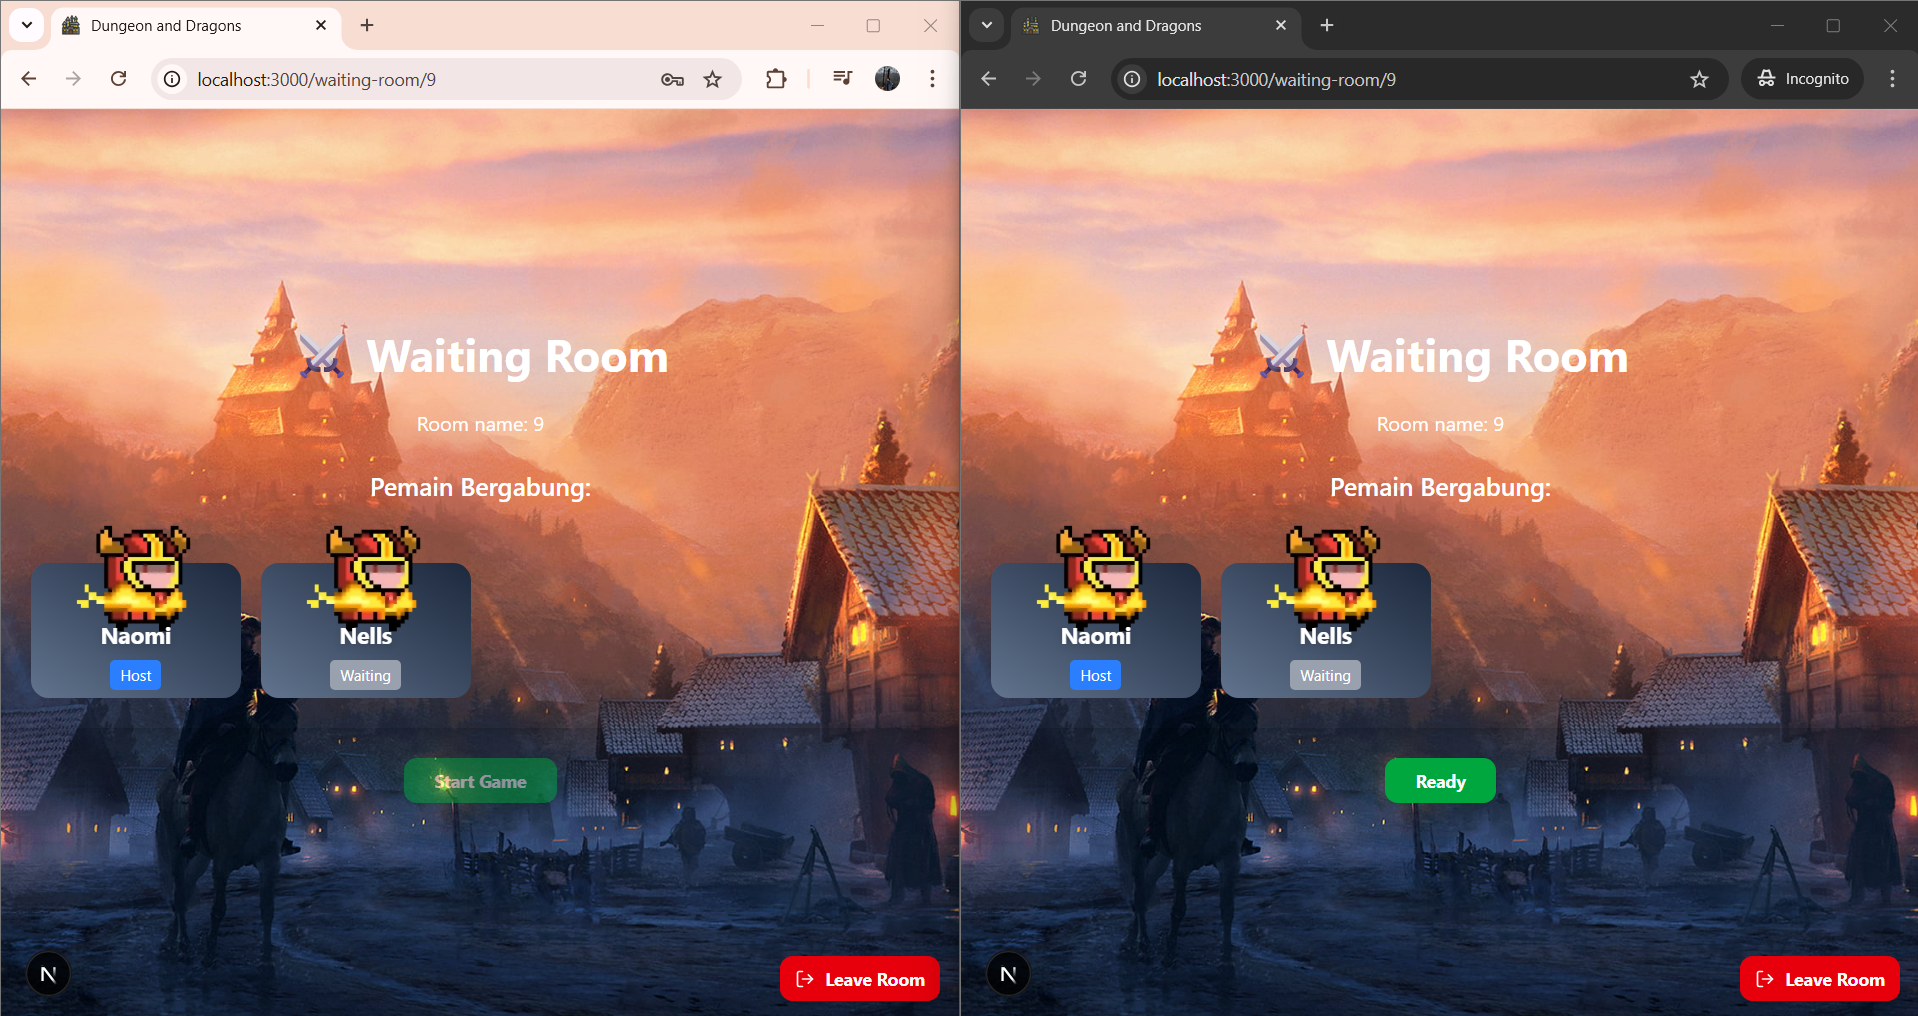 Dungeon and Dragons
localhost:3000/waiting-room/9
Waiting Room
Room name: 9
Pemain Bergabung:
Naomi
Host
Nells
Waiting
Start Game
N
Leave Room
Dungeon and Dragons
localhost:3000/waiting-room/9
Incognito
Waiting Room
Room name: 9
Pemain Bergabung:
Naomi
Host
Nells
Waiting
Ready
N
Leave Room